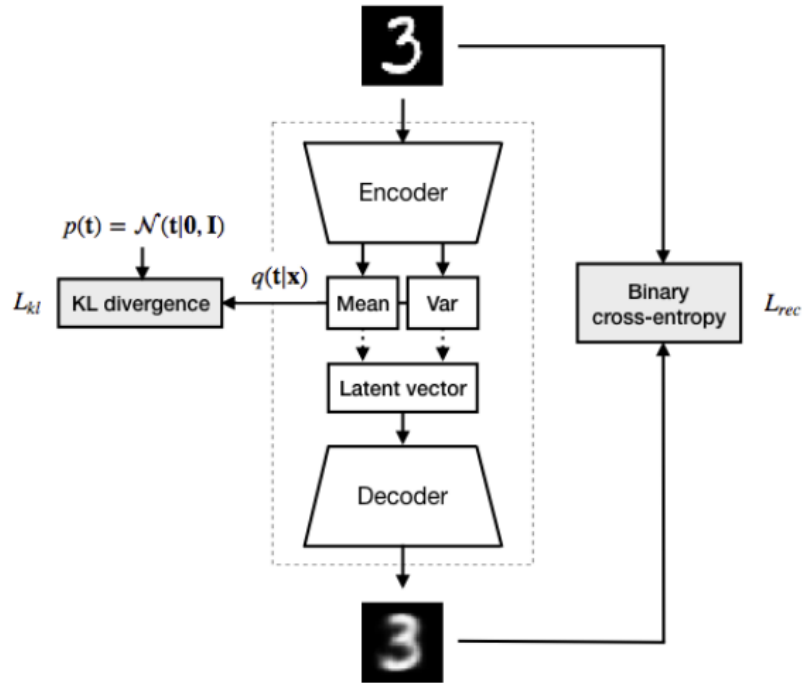 3
Encoder
p(t) = 𝒩(t|0, I)
q(t|x)
L_kl
KL divergence
Mean
Var
Binary
cross-entropy
L_rec
Latent vector
Decoder
3